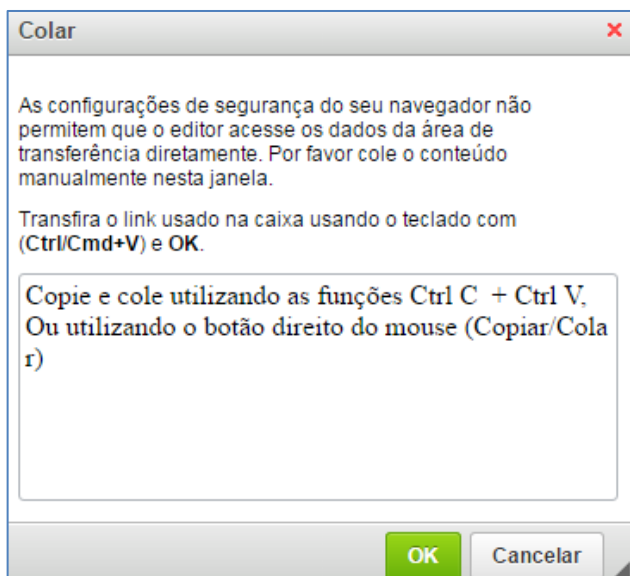 Colar
As configurações de segurança do seu navegador não
permitem que o editor acesse os dados da área de
transferência diretamente. Por favor cole o conteúdo
manualmente nesta janela.
Transfira o link usado na caixa usando o teclado com
(Ctrl/Cmd+V) e OK.
Copie e cole utilizando as funções Ctrl C  + Ctrl V,
Ou utilizando o botão direito do mouse (Copiar/Cola
r)
OK Cancelar